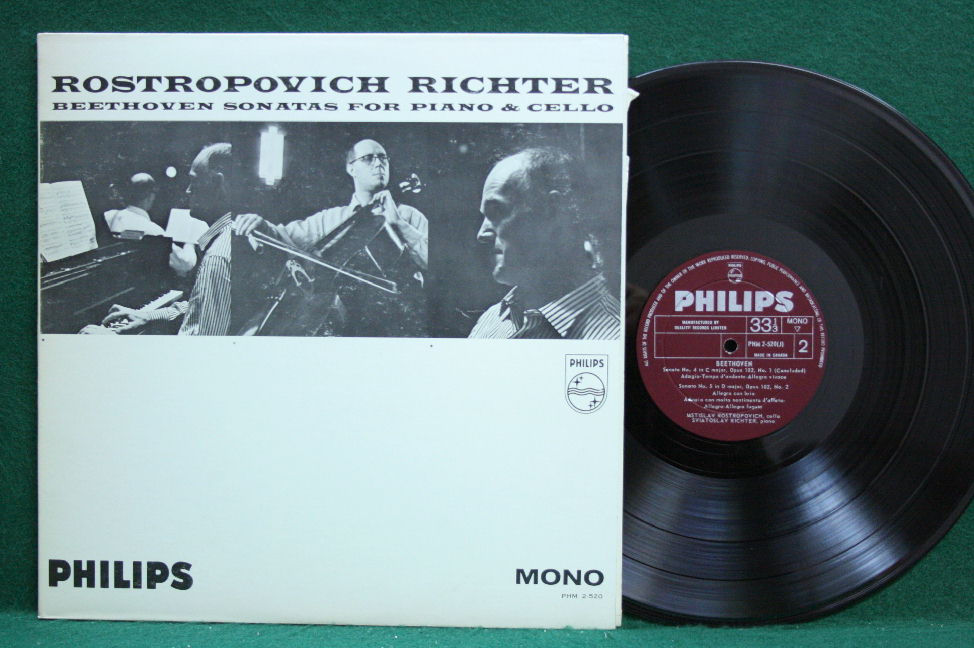 ROSTROPOVICH RICHTER
BEETHOVEN SONATAS FOR PIANO & CELLO
PHILIPS
PHILIPS
MONO
PHM 2-520
PHILIPS
PHILIPS
MANUFACTURED BY
QUALITY RECORDS LIMITED
33 1/3
MONO
PHM 2-520(J)
MADE IN CANADA
2
BEETHOVEN
Sonata No. 4 in C major, Opus 102, No. 1 (Concluded)
Adagio-Tempo d'andante-Allegro vivace
Sonata No. 5 in D major, Opus 102, No. 2
Allegro con brio
Adagio con molto sentimento d'affetto-
Allegro-Allegro fugato
MSTISLAV ROSTROPOVICH, cello
SVIATOSLAV RICHTER, piano